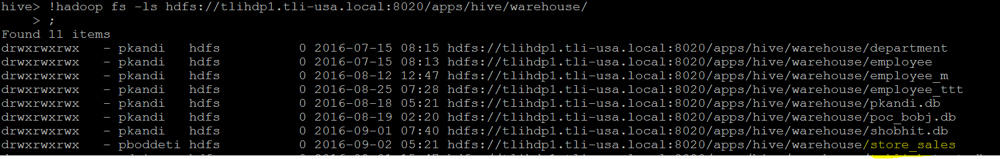 hive> !hadoop fs -ls hdfs://tlihdp1.tli-usa.local:8020/apps/hive/warehouse/
    > ;
Found 11 items
drwxrwxrwx   - pkandi   hdfs          0 2016-07-15 08:15 hdfs://tlihdp1.tli-usa.local:8020/apps/hive/warehouse/department
drwxrwxrwx   - pkandi   hdfs          0 2016-07-15 08:13 hdfs://tlihdp1.tli-usa.local:8020/apps/hive/warehouse/employee
drwxrwxrwx   - pkandi   hdfs          0 2016-08-12 12:47 hdfs://tlihdp1.tli-usa.local:8020/apps/hive/warehouse/employee_m
drwxrwxrwx   - pkandi   hdfs          0 2016-08-25 07:28 hdfs://tlihdp1.tli-usa.local:8020/apps/hive/warehouse/employee_ttt
drwxrwxrwx   - pkandi   hdfs          0 2016-08-18 05:21 hdfs://tlihdp1.tli-usa.local:8020/apps/hive/warehouse/pkandi.db
drwxrwxrwx   - pkandi   hdfs          0 2016-08-19 02:20 hdfs://tlihdp1.tli-usa.local:8020/apps/hive/warehouse/poc_bobj.db
drwxrwxrwx   - pkandi   hdfs          0 2016-09-01 07:40 hdfs://tlihdp1.tli-usa.local:8020/apps/hive/warehouse/shobhit.db
drwxrwxrwx   - pboddeti hdfs          0 2016-09-02 05:21 hdfs://tlihdp1.tli-usa.local:8020/apps/hive/warehouse/store_sales